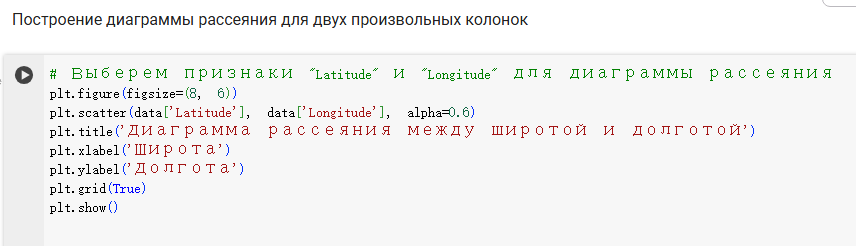 Построение диаграммы рассеяния для двух произвольных колонок
# Выберем признаки "Latitude" и "Longitude" для диаграммы рассеяния
plt.figure(figsize=(8, 6))
plt.scatter(data['Latitude'], data['Longitude'], alpha=0.6)
plt.title('Диаграмма рассеяния между широтой и долготой')
plt.xlabel('Широта')
plt.ylabel('Долгота')
plt.grid(True)
plt.show()